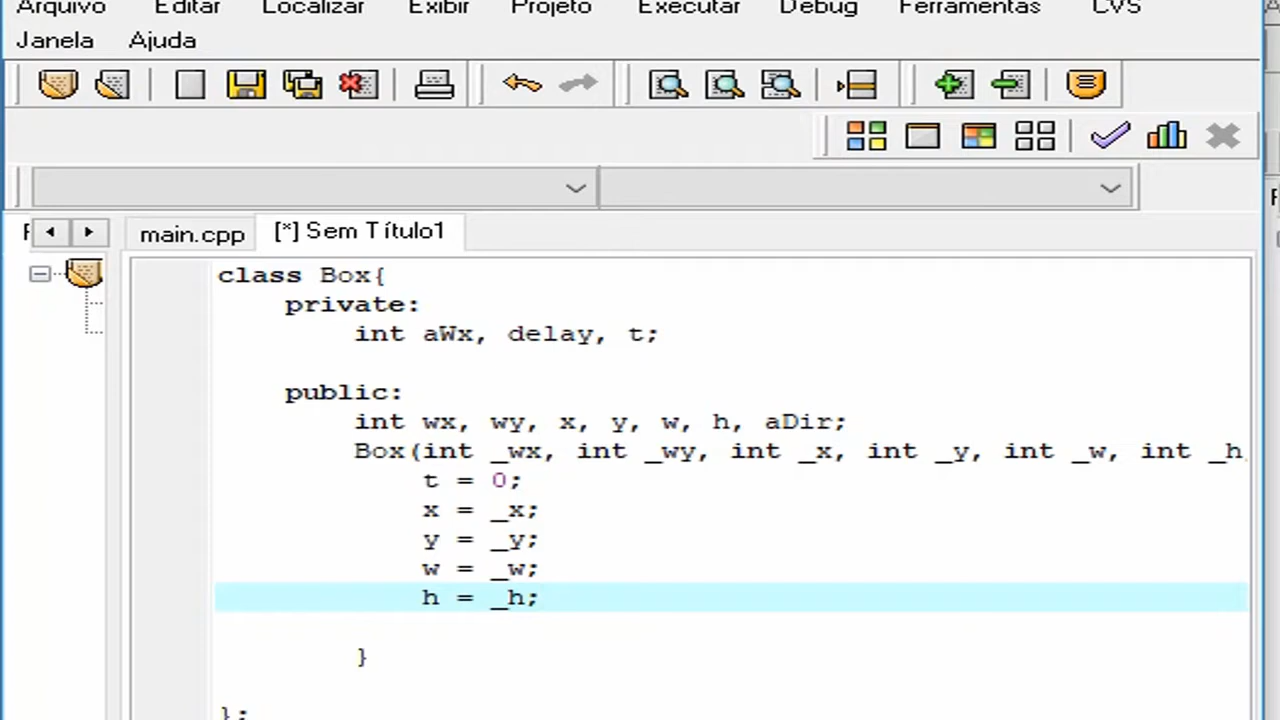 Arquivo Editar Localizar Exibir Projeto Executar Debug Ferramentas CVS
Janela Ajuda
main.cpp [*] Sem Título1
class Box{
private:
int aWx, delay, t;
public:
int wx, wy, x, y, w, h, aDir;
Box(int _wx, int _wy, int _x, int _y, int _w, int _h
t = 0;
x = _x;
y = _y;
w = _w;
h = _h;
}
};